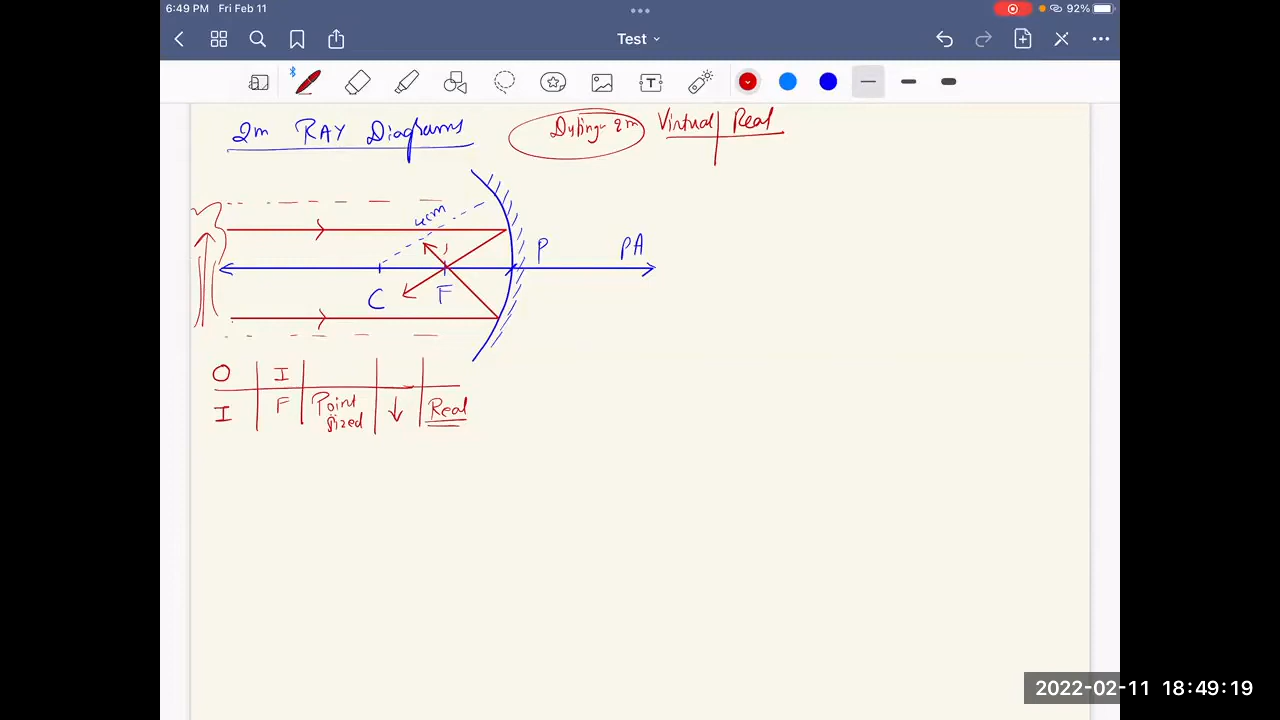 6:49 PM Fri Feb 11
92%
Test
2m RAY Diagrams
2m Virtual Real
4cm
P PA
C F
O I
I F Point sized ↓ Real
2022-02-11 18:49:19